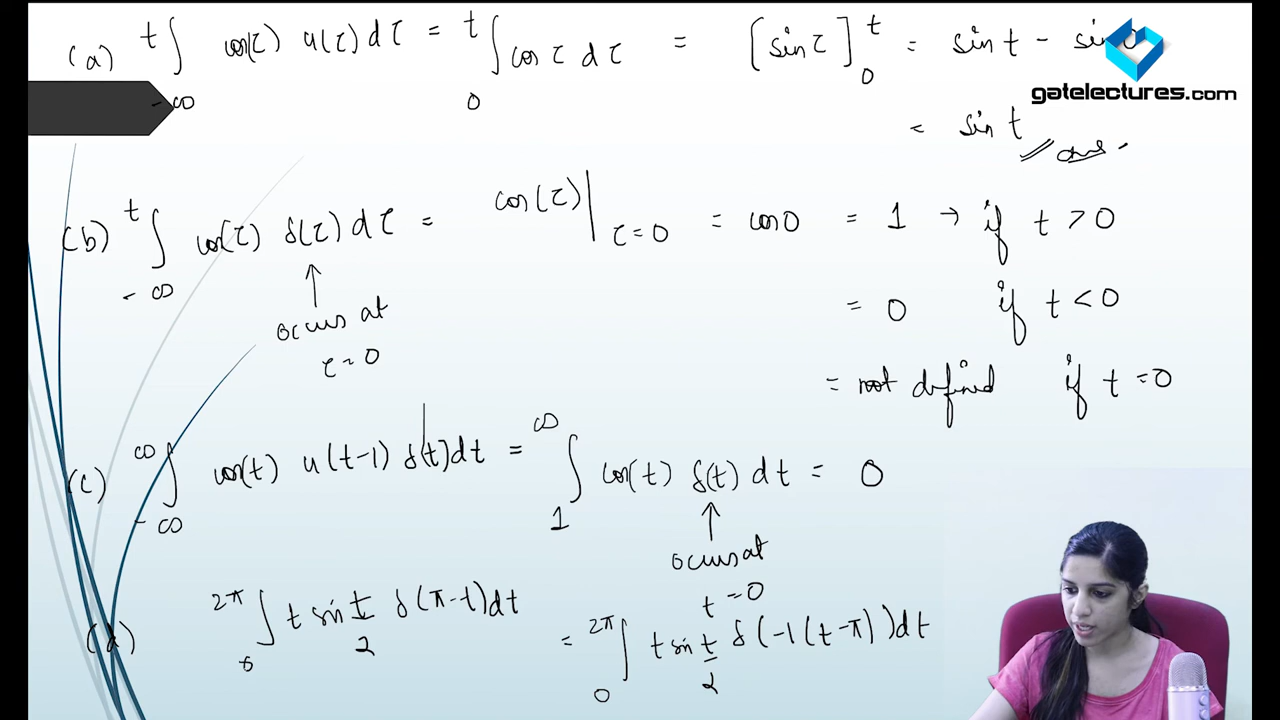 (a) ∫_{-∞}^{t} cos(τ) u(τ) dτ = ∫_{0}^{t} cos τ dτ = [sin τ]_{0}^{t} = sin t - sin 0
gatelectures.com
= sin t // ans.
(b) ∫_{-∞}^{t} cos(τ) δ(τ) dτ = cos(τ)|_{τ=0} = cos 0 = 1 → if t > 0
occurs at
τ = 0
= 0 if t < 0
= not defined if t = 0
(c) ∫_{-∞}^{∞} cos(t) u(t-1) δ(t) dt = ∫_{1}^{∞} cos(t) δ(t) dt = 0
occurs at
t = 0
(d) ∫_{0}^{2π} t sin t/2 δ(π-t) dt = ∫_{0}^{2π} t sin t/2 δ(-1(t-π)) dt